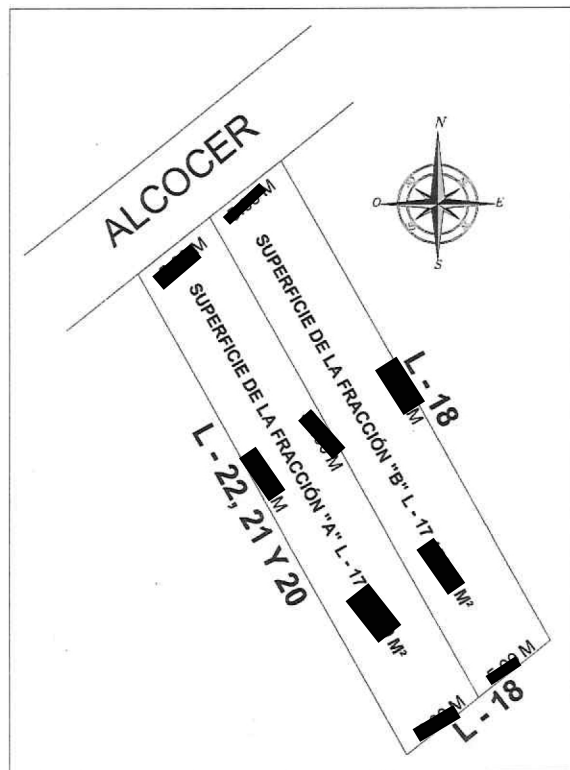 ALCOCER
N
O
E
S
M
M
SUPERFICIE DE LA FRACCIÓN "A" L - 17
M²
SUPERFICIE DE LA FRACCIÓN "B" L - 17
M²
M
M
M
L - 18
L - 22, 21 Y 20
M
M
L - 18